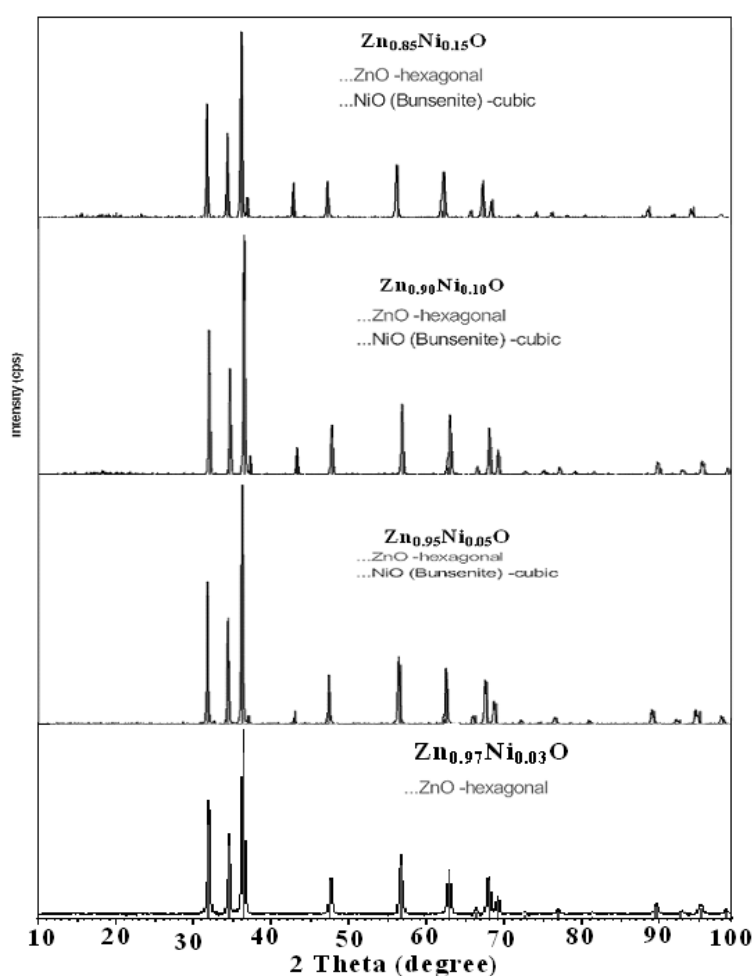 Zn0.85Ni0.15O
...ZnO -hexagonal
...NiO (Bunsenite) -cubic
Zn0.90Ni0.10O
...ZnO -hexagonal
...NiO (Bunsenite) -cubic
Intensity (cps)
Zn0.95Ni0.05O
...ZnO -hexagonal
...NiO (Bunsenite) -cubic
Zn0.97Ni0.03O
...ZnO -hexagonal
10 20 30 40 50 60 70 80 90 100
2 Theta (degree)